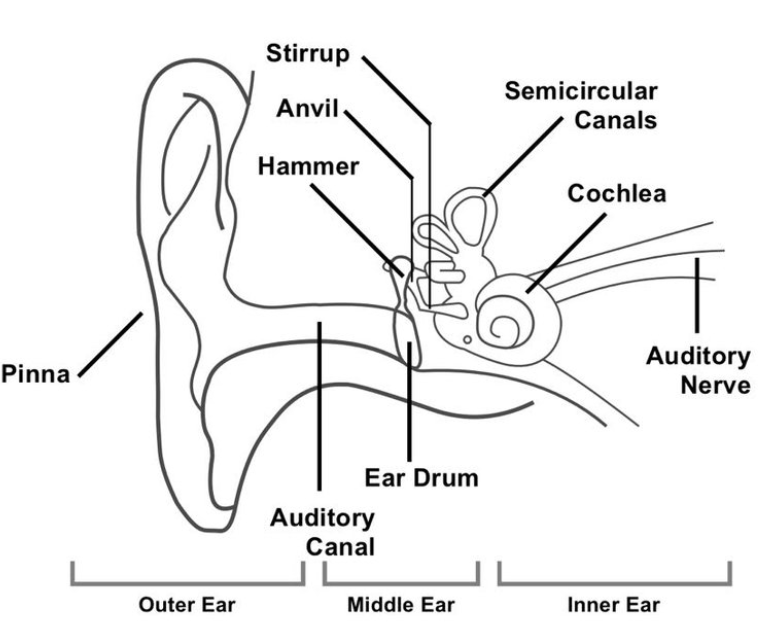 Stirrup
Anvil
Hammer
Semicircular
Canals
Cochlea
Pinna
Auditory
Nerve
Ear Drum
Auditory
Canal
Outer Ear
Middle Ear
Inner Ear